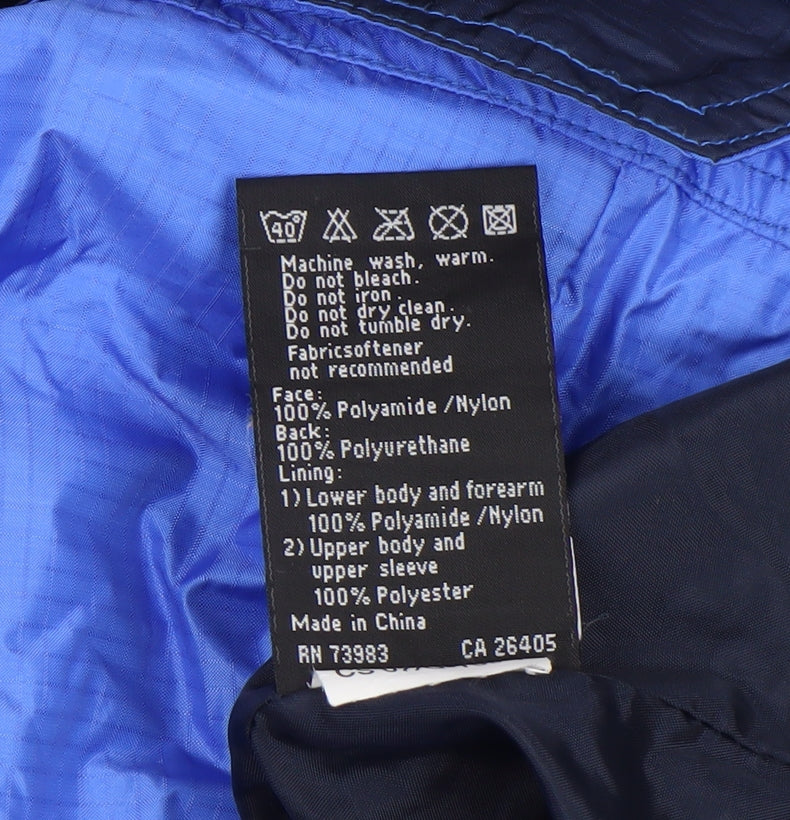 40°
Machine wash, warm.
Do not bleach.
Do not iron.
Do not dry clean.
Do not tumble dry.
Fabricsoftener
not recommended
Face:
100% Polyamide /Nylon
Back:
100% Polyurethane
Lining:
1) Lower body and forearm
100% Polyamide /Nylon
2) Upper body and
upper sleeve
100% Polyester
Made in China
RN 73983 CA 26405